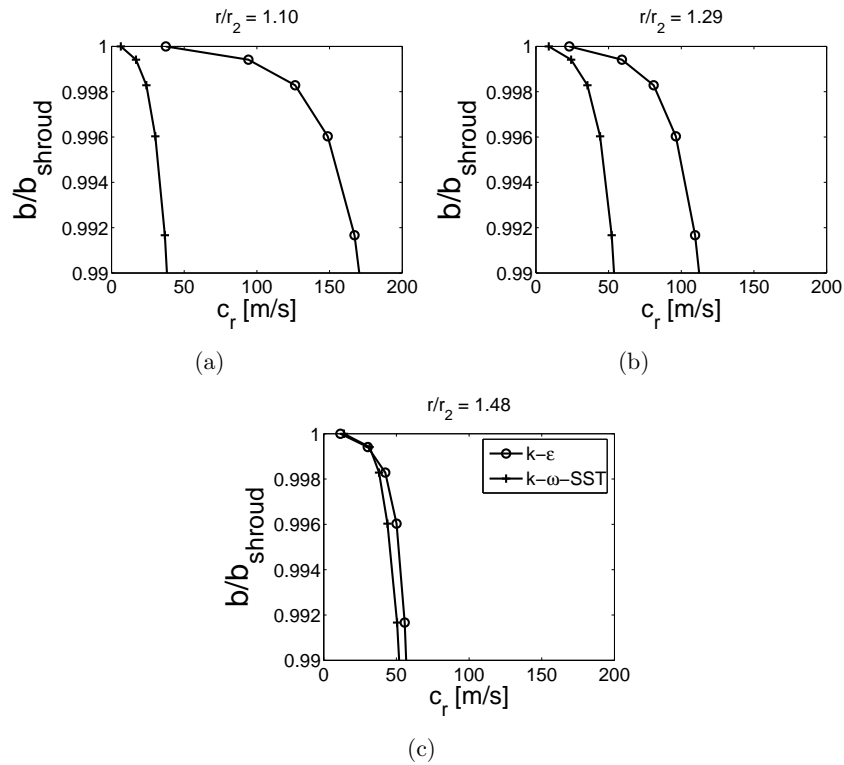 r/r2 = 1.10
1
0.998
0.996
0.994
0.992
0.99
b/bshroud
0 50 100 150 200
cr [m/s]
(a)
r/r2 = 1.29
1
0.998
0.996
0.994
0.992
0.99
b/bshroud
0 50 100 150 200
cr [m/s]
(b)
r/r2 = 1.48
1
0.998
0.996
0.994
0.992
0.99
b/bshroud
k−ε
k−ω−SST
0 50 100 150 200
cr [m/s]
(c)